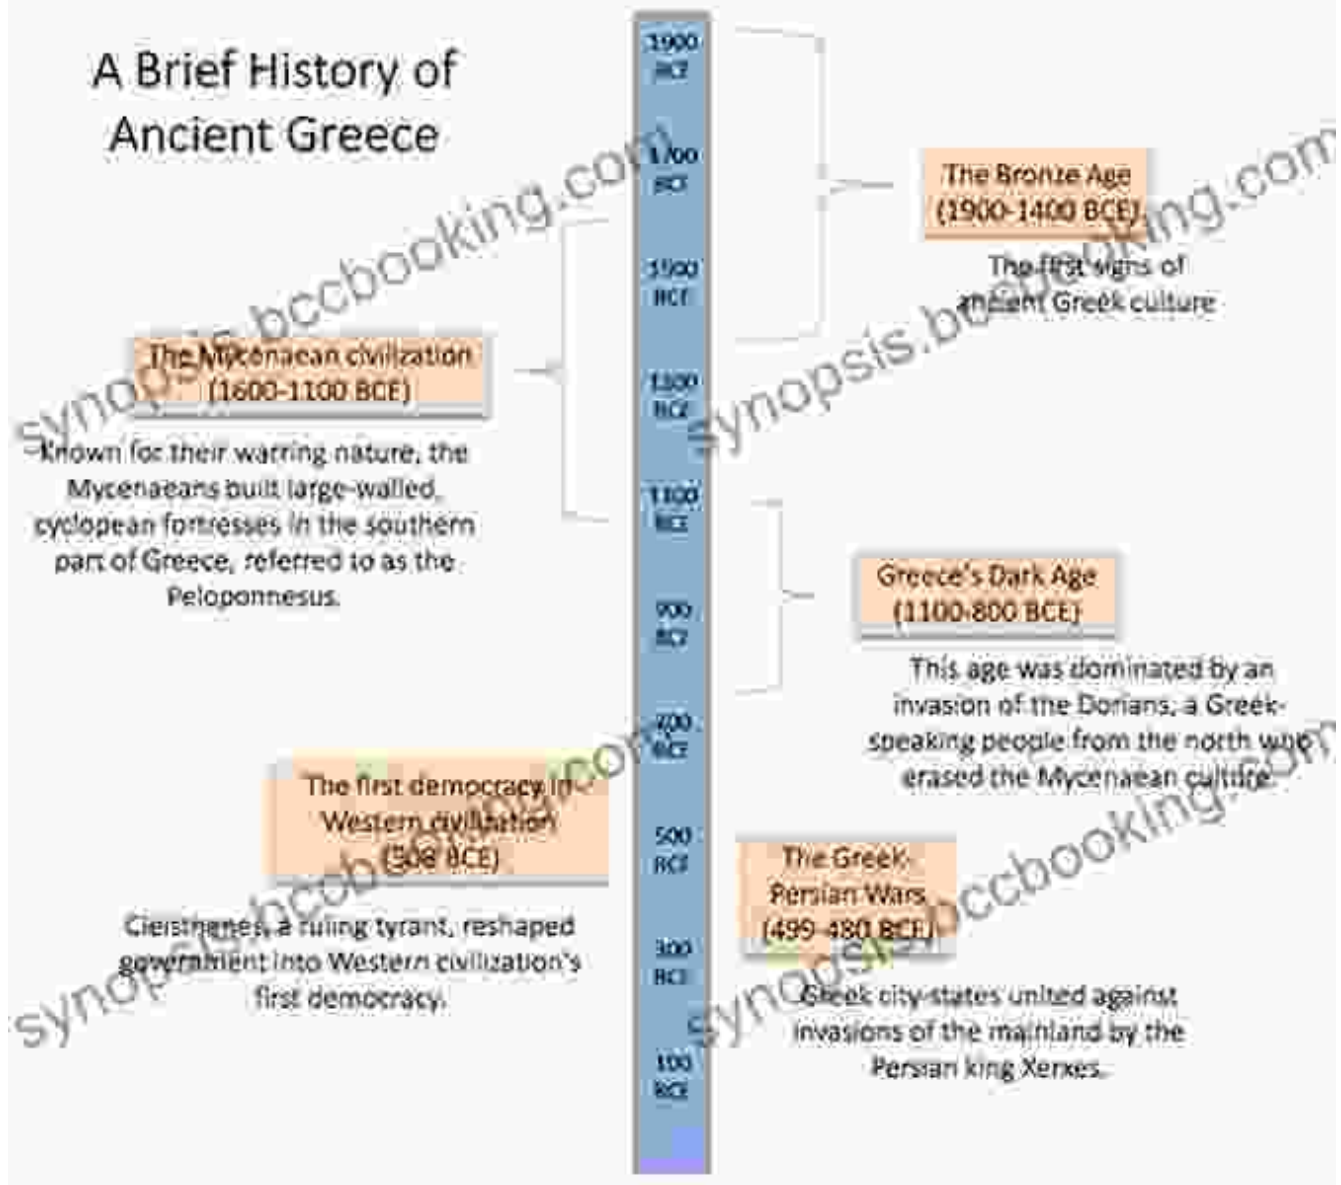 A Brief History of
Ancient Greece
1900
BCE
1700
BCE
1500
BCE
1300
BCE
1100
BCE
900
BCE
700
BCE
500
BCE
300
BCE
100
BCE
The Bronze Age
(1900-1400 BCE)
The first signs of
ancient Greek culture
The Mycenaean civilization
(1600-1100 BCE)
Known for their warring nature, the
Mycenaeans built large-walled,
cyclopean fortresses in the southern
part of Greece, referred to as the
Peloponnesus.
Greece's Dark Age
(1100-800 BCE)
This age was dominated by an
invasion of the Dorians, a Greek-
speaking people from the north who
erased the Mycenaean culture.
The first democracy in
Western civilization
(508 BCE)
Cleisthenes, a ruling tyrant, reshaped
government into Western civilization's
first democracy.
The Greek-
Persian Wars
(499-480 BCE)
Greek city-states united against
invasions of the mainland by the
Persian king Xerxes.
synopsis.bccbooking.com
synopsis.bccbooking.com
synopsis.bccbooking.com
synopsis.bccbooking.com